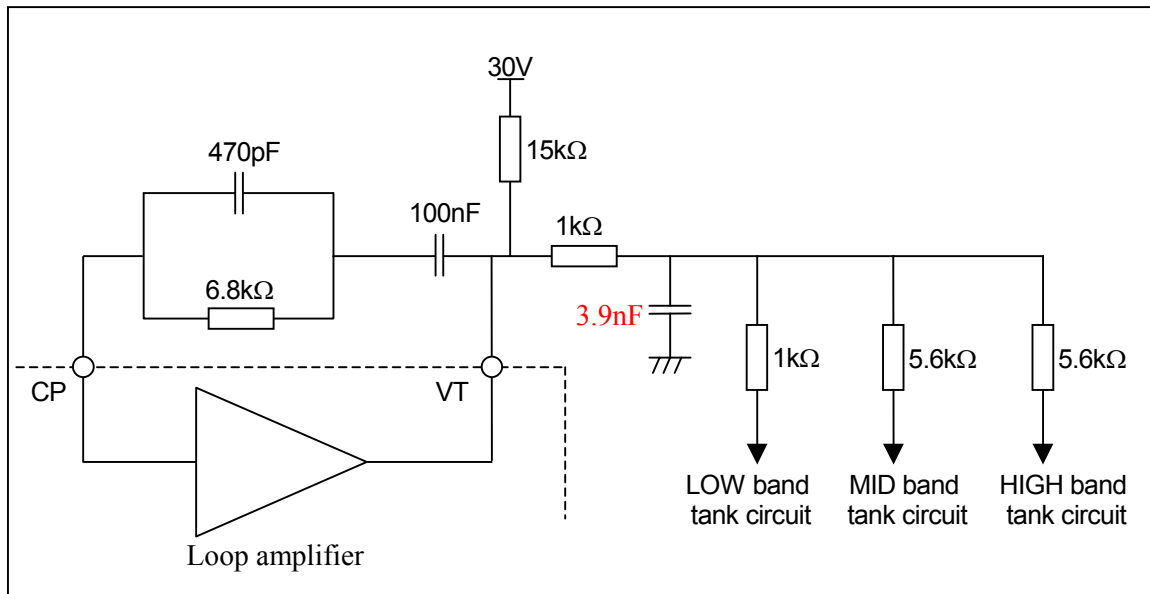 30V
15kΩ
470pF
100nF
1kΩ
6.8kΩ
3.9nF
1kΩ
5.6kΩ
5.6kΩ
CP
VT
LOW band
tank circuit
MID band
tank circuit
HIGH band
tank circuit
Loop amplifier